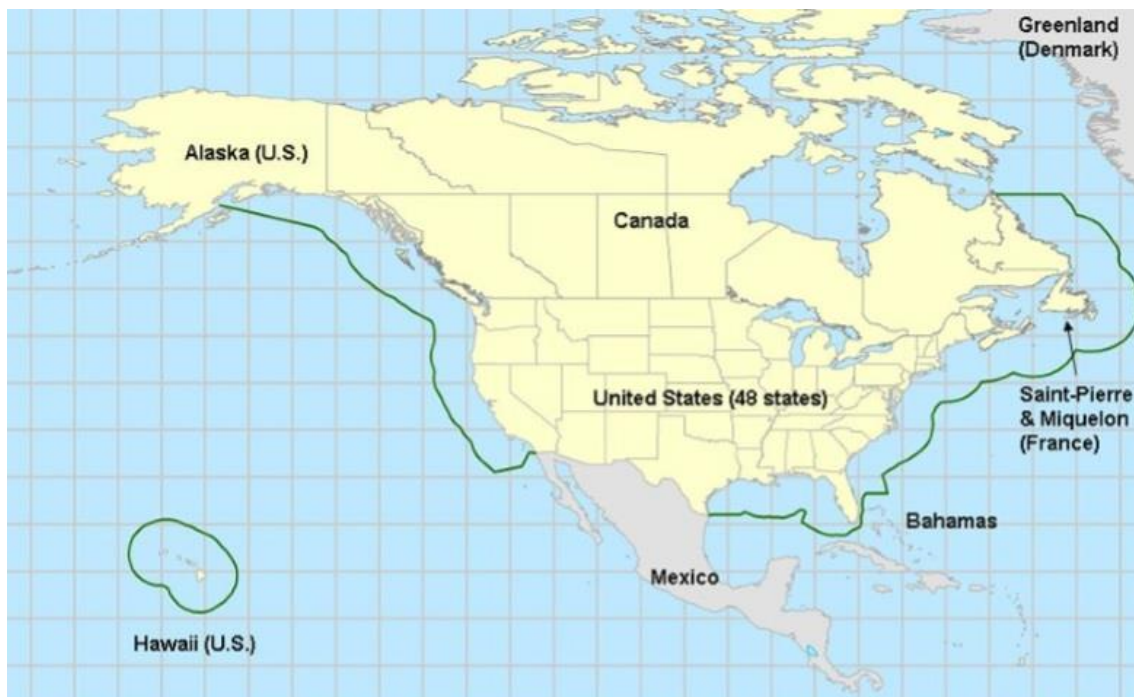 Greenland
(Denmark)
Alaska (U.S.)
Canada
United States (48 states)
Saint-Pierre
& Miquelon
(France)
Bahamas
Mexico
Hawaii (U.S.)